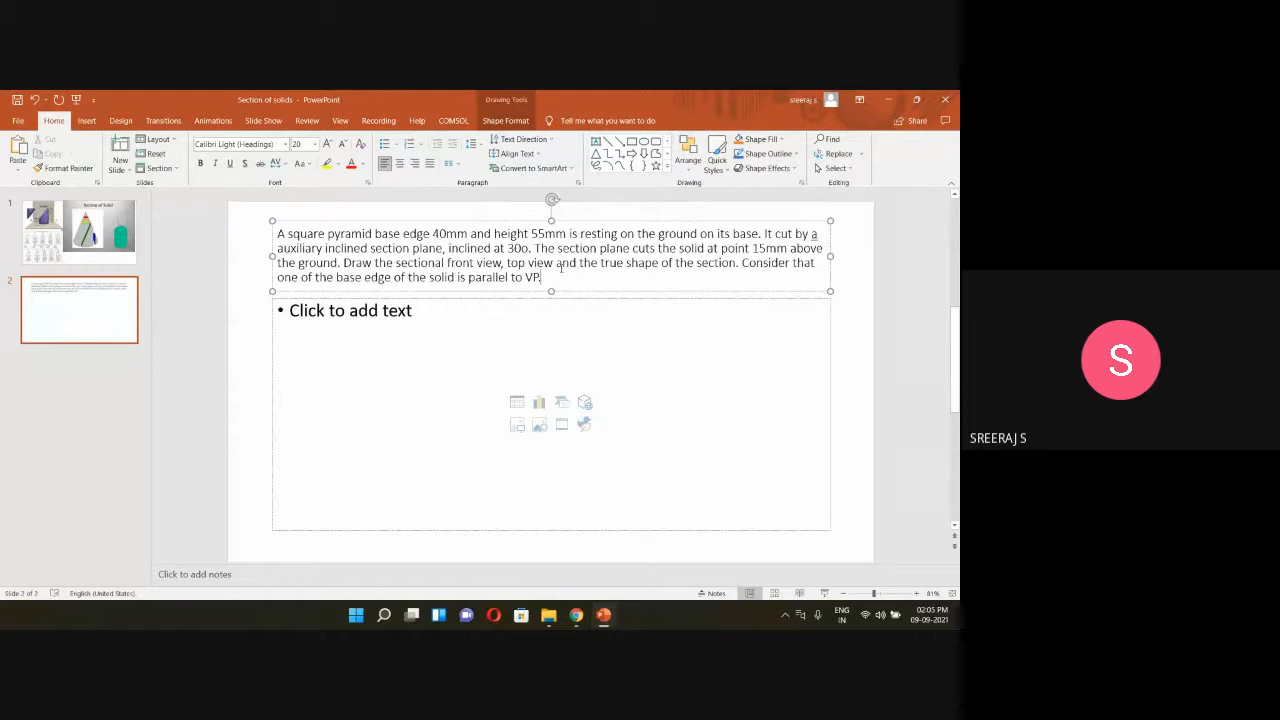 Section of solids - PowerPoint
Drawing Tools
sreeraj s
File Home Insert Design Transitions Animations Slide Show Review View Recording Help COMSOL Shape Format Tell me what you want to do Share
Paste
Cut
Copy
Format Painter
Clipboard
New Slide
Layout
Reset
Section
Slides
Calibri Light (Headings) 20
Font
Text Direction
Align Text
Convert to SmartArt
Paragraph
Arrange
Quick Styles
Shape Fill
Shape Outline
Shape Effects
Drawing
Find
Replace
Select
Editing
1
Section of Solid
2
A square pyramid base edge 40mm and height 55mm is resting on the ground on its base. It cut by a
auxiliary inclined section plane, inclined at 30o. The section plane cuts the solid at point 15mm above
the ground. Draw the sectional front view, top view and the true shape of the section. Consider that
one of the base edge of the solid is parallel to VP.
• Click to add text
Click to add notes
Slide 2 of 2 English (United States) Notes 81%
ENG
IN
02:05 PM
09-09-2021
S
SREERAJ S